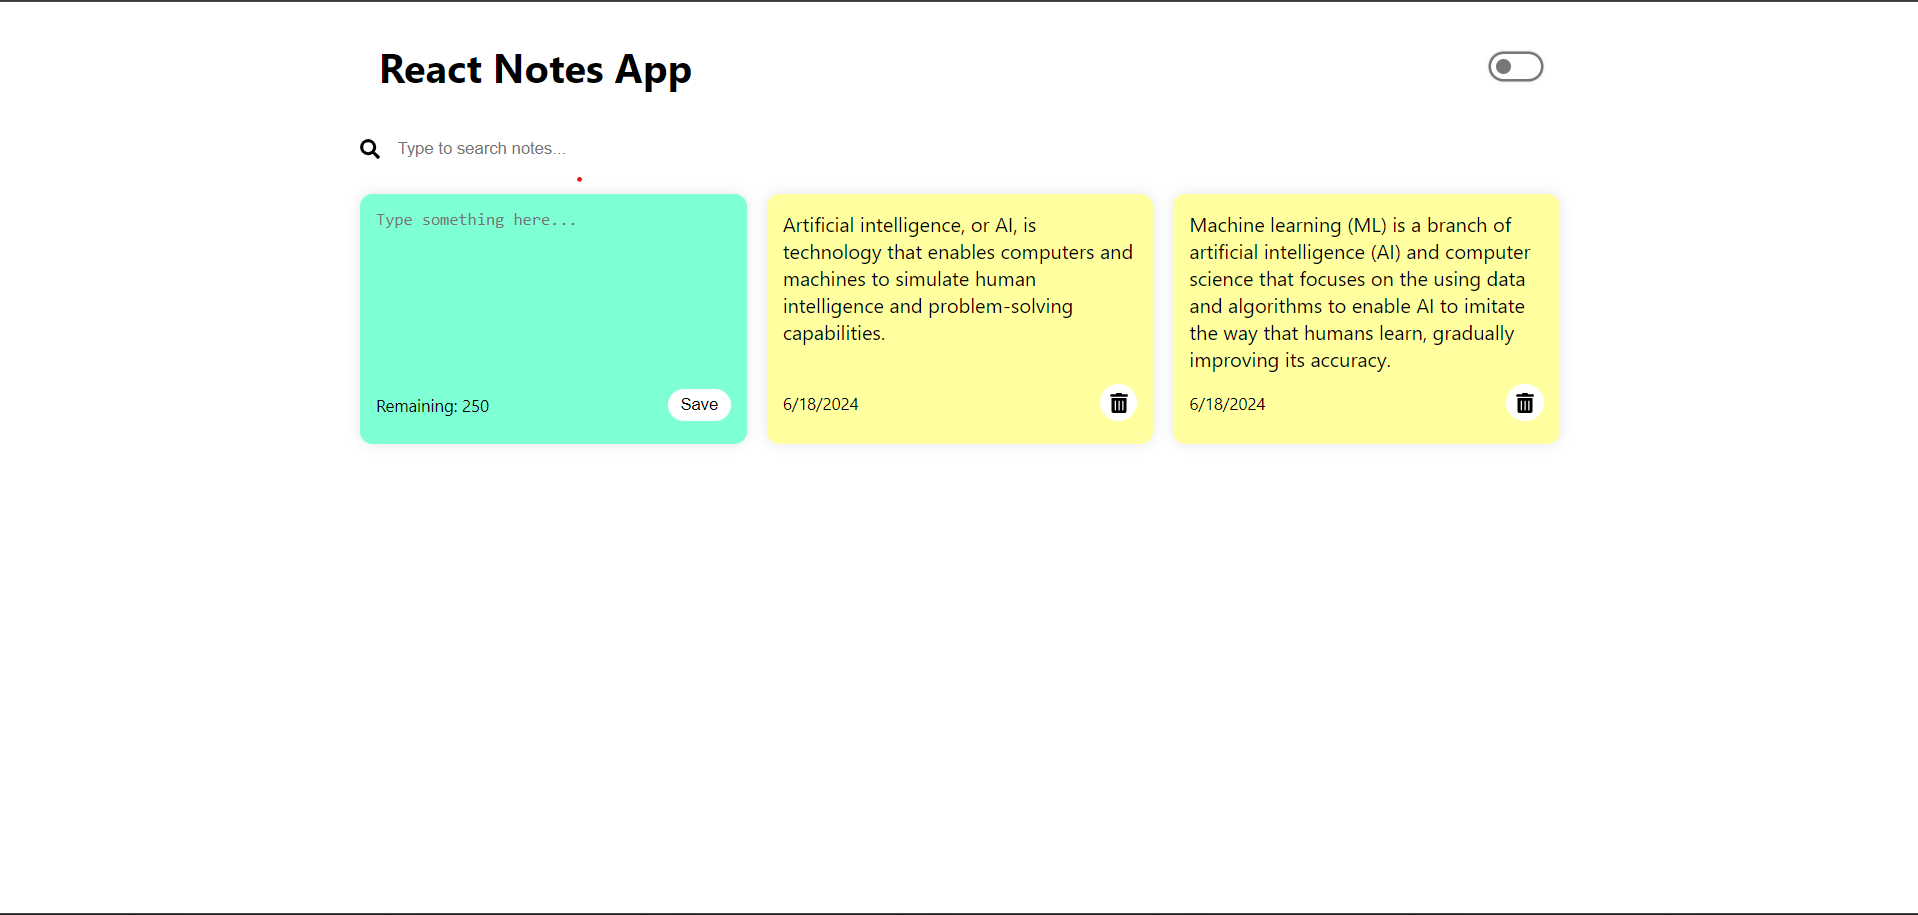 React Notes App
Type to search notes...
Type something here...
Remaining: 250
Save
Artificial intelligence, or AI, is
technology that enables computers and
machines to simulate human
intelligence and problem-solving
capabilities.
6/18/2024
Machine learning (ML) is a branch of
artificial intelligence (AI) and computer
science that focuses on the using data
and algorithms to enable AI to imitate
the way that humans learn, gradually
improving its accuracy.
6/18/2024